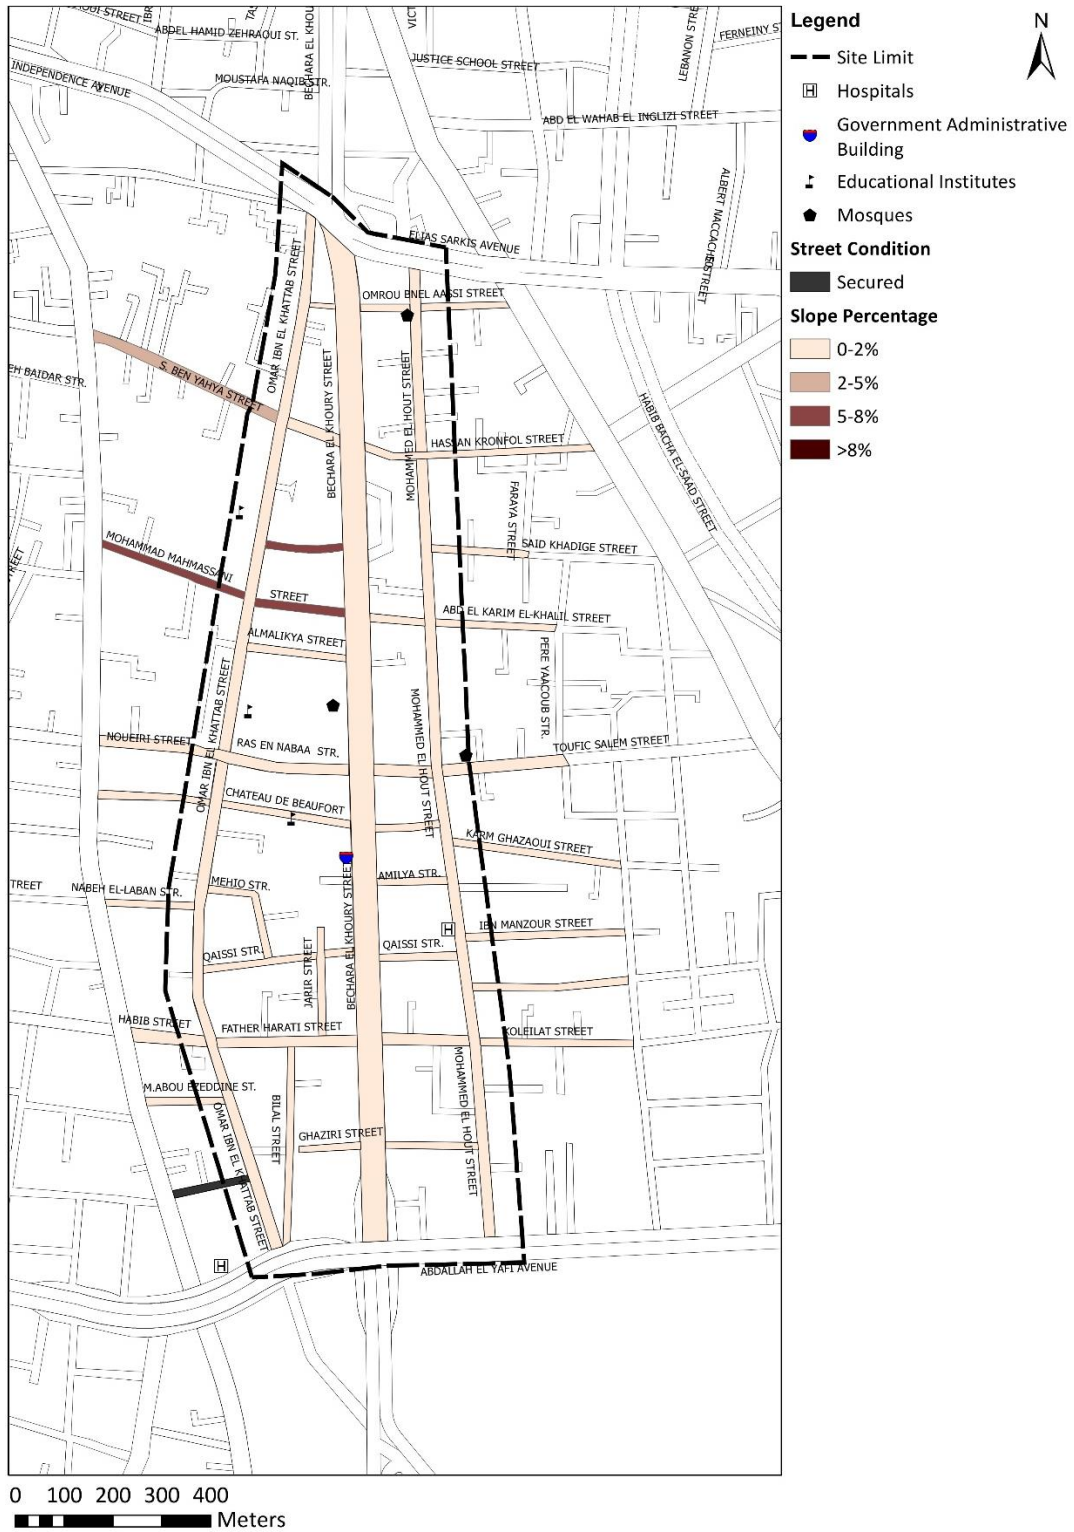 Legend
N
Site Limit
Hospitals
Government Administrative
Building
Educational Institutes
Mosques
Street Condition
Secured
Slope Percentage
0-2%
2-5%
5-8%
>8%
STREET
ABDEL HAMID ZEHRAOUI ST.
BECHARA EL KHOU
VICT
JUSTICE SCHOOL STREET
LEBANON STRE
FERNEINY S
INDEPENDENCE AVENUE
MOUSTAFA NAQIB STR.
ABD EL WAHAB EL INGLIZI STREET
ALBERT NACCACHE STREET
ELIAS SARKIS AVENUE
OMAR IBN EL KHATTAB STREET
OMROU BNEL AASSI STREET
BECHARA EL KHOURY STREET
MOHAMMED EL HOUT STREET
EH BAIDAR STR.
S. BEN YAHYA STREET
HASSAN KRONFOL STREET
HABIB BACHA EL-SAAD STREET
FARAYA STREET
SAID KHADIGE STREET
MOHAMMAD MAHMASSANI
STREET
TREET
ABD EL KARIM EL-KHALIL STREET
ALMALIKYA STREET
PERE YAACOUB STR.
OMAR IBN EL KHATTAB STREET
MOHAMMED EL HOUT STREET
NOUEIRI STREET
RAS EN NABAA STR.
TOUFIC SALEM STREET
CHATEAU DE BEAUFORT
KARM GHAZAOUI STREET
TREET
NABEH EL-LABAN STR.
MEHIO STR.
AMILYA STR.
BECHARA EL KHOURY STREET
IBN MANZOUR STREET
QAISSI STR.
QAISSI STR.
JARIR STREET
HABIB STREET
FATHER HARATI STREET
KOLEILAT STREET
M.ABOU EZEDDINE ST.
OMAR IBN EL KHATTAB STREET
BILAL STREET
GHAZIRI STREET
MOHAMMED EL HOUT STREET
ABDALLAH EL YAFI AVENUE
0 100 200 300 400
Meters